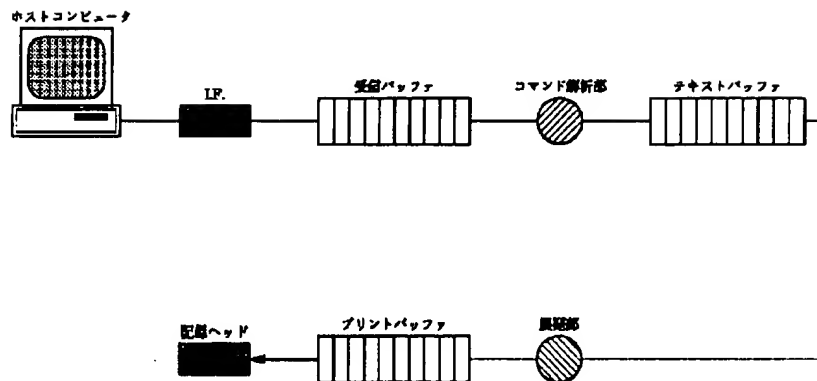 ホストコンピュータ
I.F.
受信バッファ
コマンド解析部
テキストバッファ
記録ヘッド
プリントバッファ
展開部